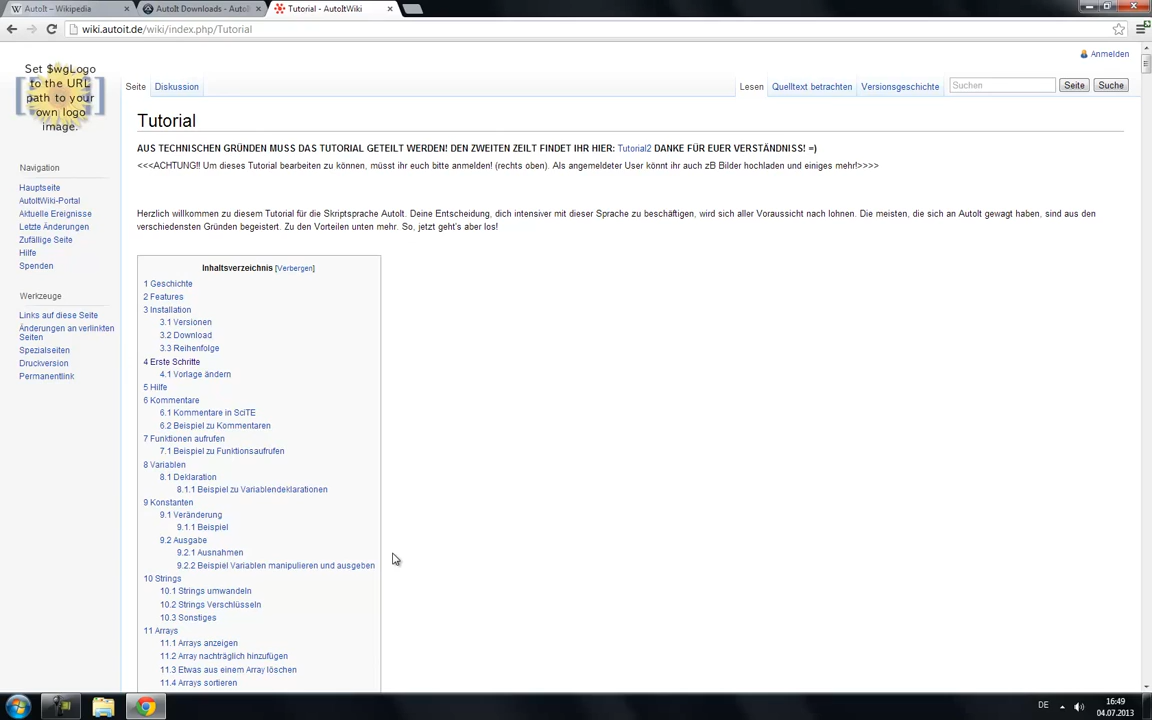 AutoIt – Wikipedia
AutoIt Downloads - AutoIt
Tutorial - AutoItWiki
wiki.autoit.de/wiki/index.php/Tutorial
Anmelden
Set $wgLogo
to the URL
path to your
own logo
image.
Seite
Diskussion
Lesen
Quelltext betrachten
Versionsgeschichte
Suchen
Seite
Suche
Tutorial
AUS TECHNISCHEN GRÜNDEN MUSS DAS TUTORIAL GETEILT WERDEN! DEN ZWEITEN ZEILT FINDET IHR HIER: Tutorial2 DANKE FÜR EUER VERSTÄNDNISS! =)
<<<ACHTUNG!! Um dieses Tutorial bearbeiten zu können, müsst ihr euch bitte anmelden! (rechts oben). Als angemeldeter User könnt ihr auch zB Bilder hochladen und einiges mehr!>>>>
Herzlich willkommen zu diesem Tutorial für die Skriptsprache AutoIt. Deine Entscheidung, dich intensiver mit dieser Sprache zu beschäftigen, wird sich aller Voraussicht nach lohnen. Die meisten, die sich an AutoIt gewagt haben, sind aus den
verschiedensten Gründen begeistert. Zu den Vorteilen unten mehr. So, jetzt geht's aber los!
Navigation
Hauptseite
AutoItWiki-Portal
Aktuelle Ereignisse
Letzte Änderungen
Zufällige Seite
Hilfe
Spenden
Werkzeuge
Links auf diese Seite
Änderungen an verlinkten
Seiten
Spezialseiten
Druckversion
Permanentlink
Inhaltsverzeichnis [Verbergen]
1 Geschichte
2 Features
3 Installation
3.1 Versionen
3.2 Download
3.3 Reihenfolge
4 Erste Schritte
4.1 Vorlage ändern
5 Hilfe
6 Kommentare
6.1 Kommentare in SciTE
6.2 Beispiel zu Kommentaren
7 Funktionen aufrufen
7.1 Beispiel zu Funktionsaufrufen
8 Variablen
8.1 Deklaration
8.1.1 Beispiel zu Variablendeklarationen
9 Konstanten
9.1 Veränderung
9.1.1 Beispiel
9.2 Ausgabe
9.2.1 Ausnahmen
9.2.2 Beispiel Variablen manipulieren und ausgeben
10 Strings
10.1 Strings umwandeln
10.2 Strings Verschlüsseln
10.3 Sonstiges
11 Arrays
11.1 Arrays anzeigen
11.2 Array nachträglich hinzufügen
11.3 Etwas aus einem Array löschen
11.4 Arrays sortieren
DE
16:49
04.07.2013